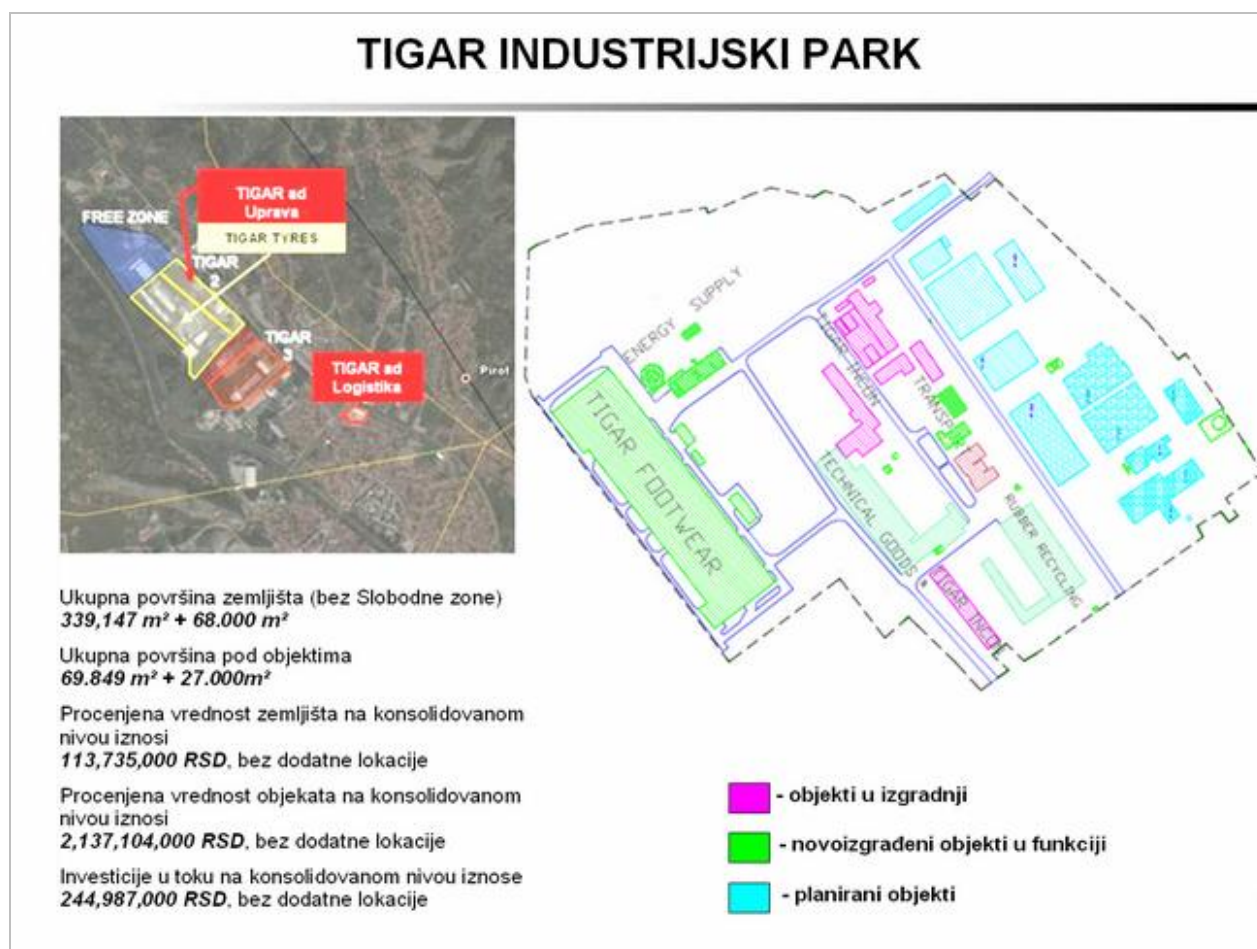 TIGAR INDUSTRIJSKI PARK
TIGAR ad
Uprava
TIGAR TYRES
FREE ZONE
TIGAR
2
TIGAR
3
TIGAR ad
Logistika
Pirot
ENERGY SUPPLY
TIGAR FOOTWEAR
TIGAR INCON
TRANSP
TECHNICAL GOODS
RUBBER RECYCLING
TIGAR INCO
Ukupna površina zemljišta (bez Slobodne zone)
339,147 m² + 68.000 m²
Ukupna površina pod objektima
69.849 m² + 27.000m²
Procenjena vrednost zemljišta na konsolidovanom
nivou iznosi
113,735,000 RSD, bez dodatne lokacije
Procenjena vrednost objekata na konsolidovanom
nivou iznosi
2,137,104,000 RSD, bez dodatne lokacije
Investicije u toku na konsolidovanom nivou iznose
244,987,000 RSD, bez dodatne lokacije
- objekti u izgradnji
- novoizgrađeni objekti u funkciji
- planirani objekti